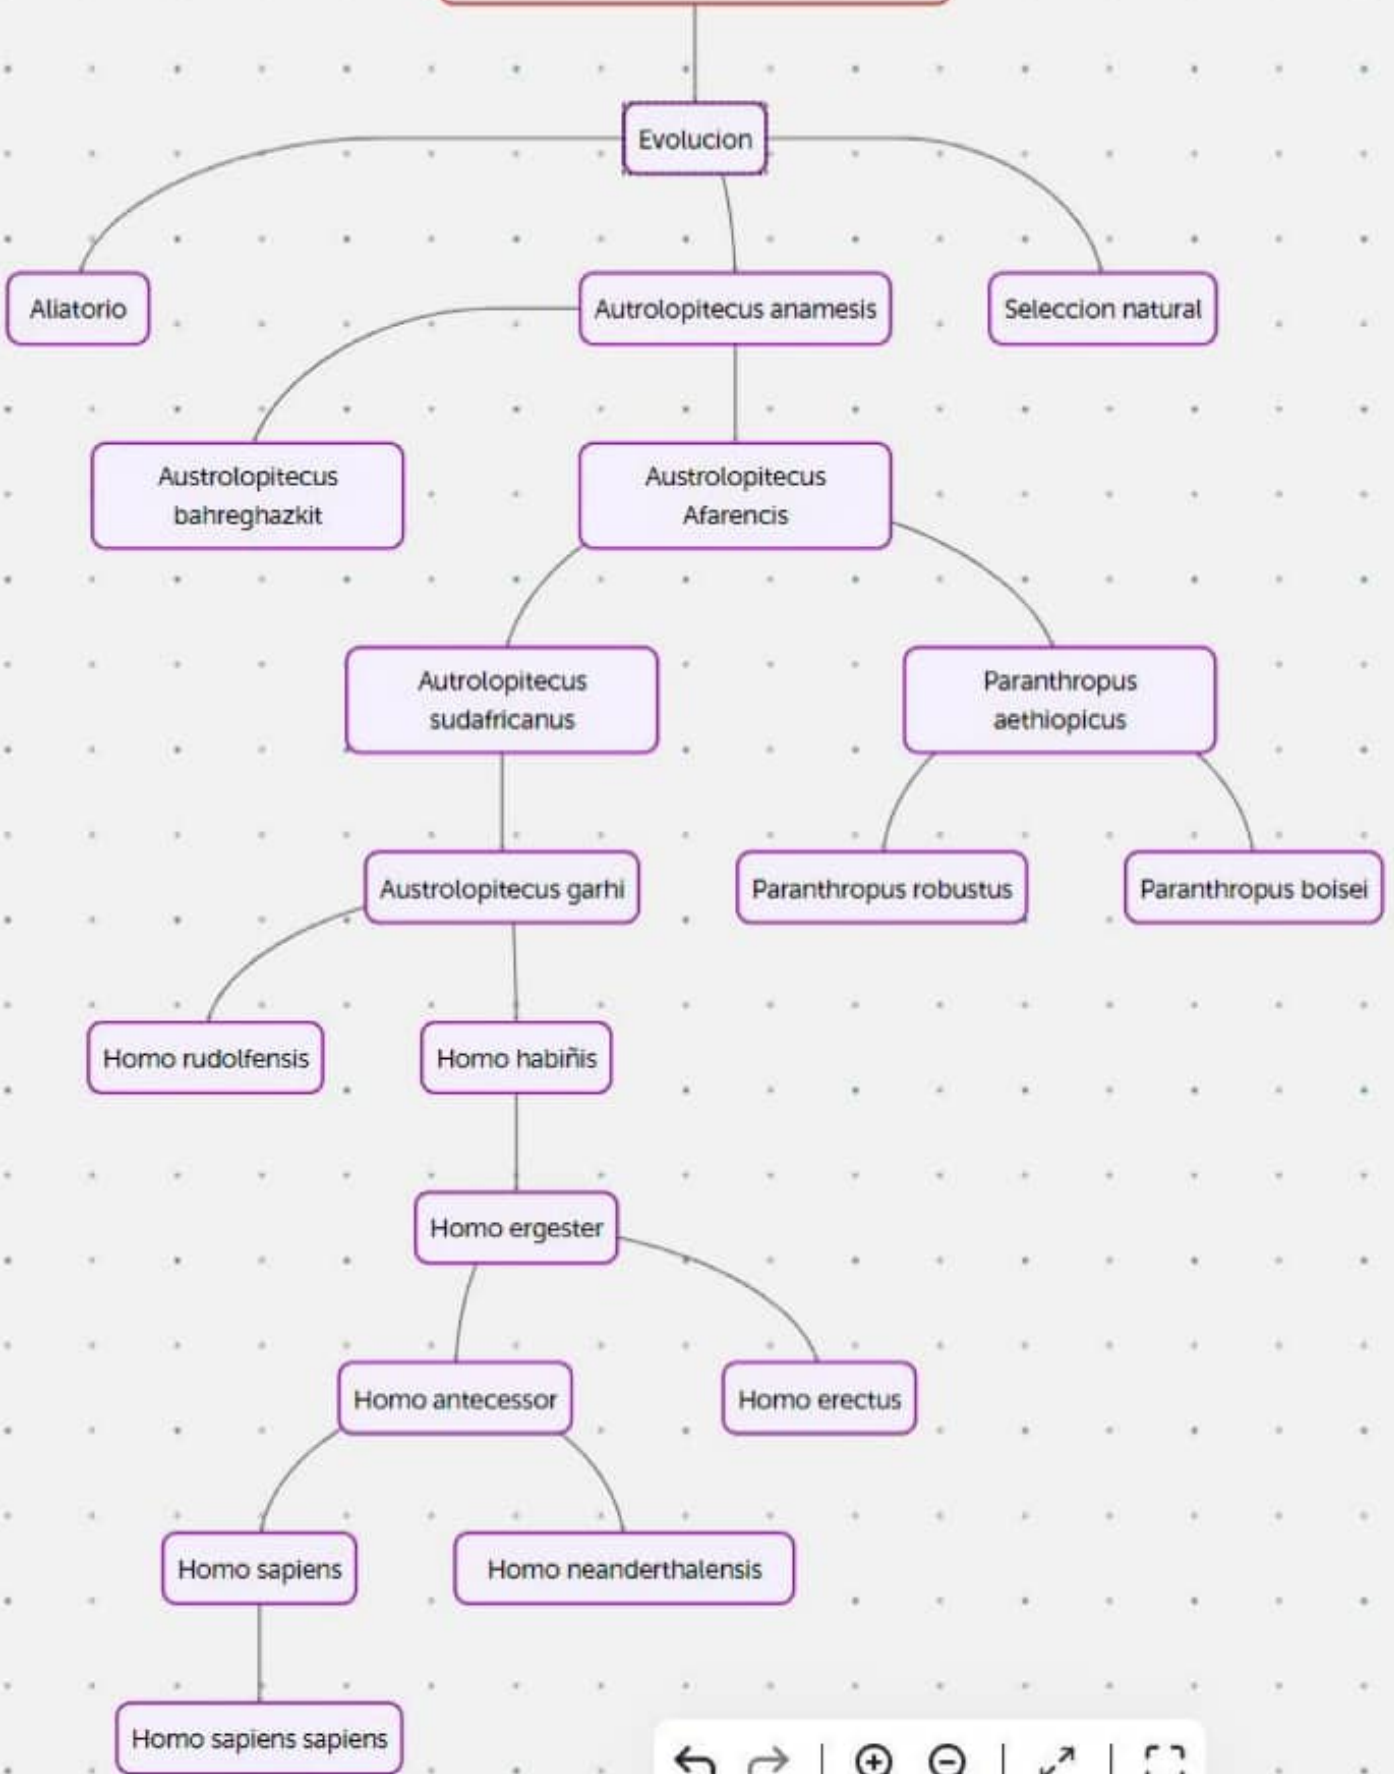 Evolucion
Aliatorio
Autrolopitecus anamesis
Seleccion natural
Austrolopitecus
bahreghazkit
Austrolopitecus
Afarencis
Autrolopitecus
sudafricanus
Paranthropus
aethiopicus
Austrolopitecus garhi
Paranthropus robustus
Paranthropus boisei
Homo rudolfensis
Homo habiñis
Homo ergester
Homo antecessor
Homo erectus
Homo sapiens
Homo neanderthalensis
Homo sapiens sapiens